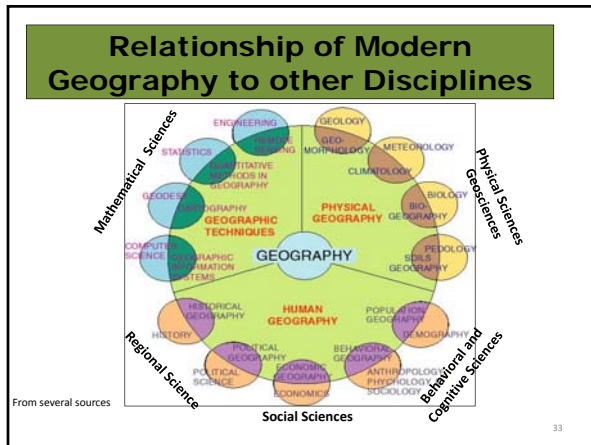 Relationship of Modern
Geography to other Disciplines
Mathematical Sciences
Physical Sciences
Geosciences
Regional Science
Social Sciences
Behavioral and
Cognitive Sciences
ENGINEERING
REMOTE
SENSING
STATISTICS
QUANTITATIVE
METHODS IN
GEOGRAPHY
GEODESY
CARTOGRAPHY
GEOGRAPHIC
TECHNIQUES
COMPUTER
SCIENCE
GEOGRAPHIC
INFORMATION
SYSTEMS
GEOLOGY
GEO-
MORPHOLOGY
METEOROLOGY
CLIMATOLOGY
BIOLOGY
BIO-
GEOGRAPHY
PHYSICAL
GEOGRAPHY
PEDOLOGY
SOILS
GEOGRAPHY
GEOGRAPHY
HUMAN
GEOGRAPHY
HISTORICAL
GEOGRAPHY
HISTORY
POLITICAL
GEOGRAPHY
POLITICAL
SCIENCE
ECONOMIC
GEOGRAPHY
ECONOMICS
BEHAVIORAL
GEOGRAPHY
ANTHROPOLOGY
PHYCHOLOGY
SOCIOLOGY
POPULATION
GEOGRAPHY
DEMOGRAPHY
From several sources
33